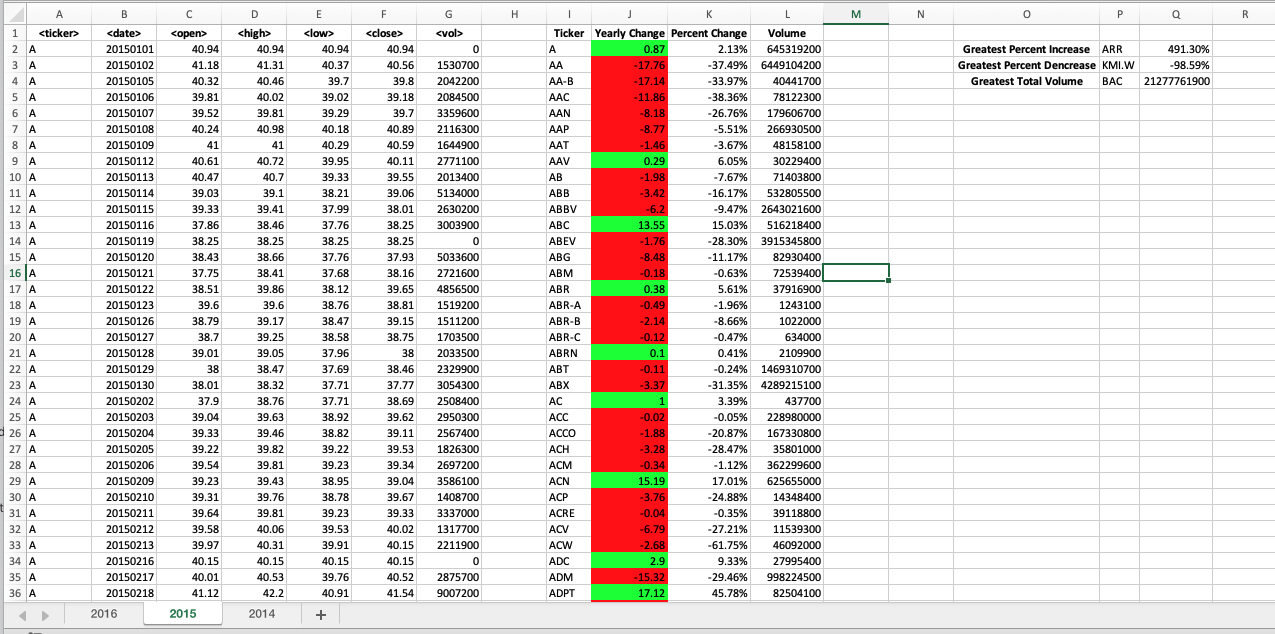 A B C D E F G H I J K L M N O P Q R
1 <ticker> <date> <open> <high> <low> <close> <vol> Ticker Yearly Change Percent Change Volume
2 A 20150101 40.94 40.94 40.94 40.94 0 A 0.87 2.13% 645319200 Greatest Percent Increase ARR 491.30%
3 A 20150102 41.18 41.31 40.37 40.56 1530700 AA -17.76 -37.49% 6449104200 Greatest Percent Dencrease KMI.W -98.59%
4 A 20150105 40.32 40.46 39.7 39.8 2042200 AA-B -17.14 -33.97% 40441700 Greatest Total Volume BAC 21277761900
5 A 20150106 39.81 40.02 39.02 39.18 2084500 AAC -11.86 -38.36% 78122300
6 A 20150107 39.52 39.81 39.29 39.7 3359600 AAN -8.18 -26.76% 179606700
7 A 20150108 40.24 40.98 40.18 40.89 2116300 AAP -8.77 -5.51% 266930500
8 A 20150109 41 41 40.29 40.59 1644900 AAT -1.46 -3.67% 48158100
9 A 20150112 40.61 40.72 39.95 40.11 2771100 AAV 0.29 6.05% 30229400
10 A 20150113 40.47 40.7 39.33 39.55 2013400 AB -1.98 -7.67% 71403800
11 A 20150114 39.03 39.1 38.21 39.06 5134000 ABB -3.42 -16.17% 532805500
12 A 20150115 39.33 39.41 37.99 38.01 2630200 ABBV -6.2 -9.47% 2643021600
13 A 20150116 37.86 38.46 37.76 38.25 3003900 ABC 13.55 15.03% 516218400
14 A 20150119 38.25 38.25 38.25 38.25 0 ABEV -1.76 -28.30% 3915345800
15 A 20150120 38.43 38.66 37.76 37.93 5033600 ABG -8.48 -11.17% 82930400
16 A 20150121 37.75 38.41 37.68 38.16 2721600 ABM -0.18 -0.63% 72539400
17 A 20150122 38.51 39.86 38.12 39.65 4856500 ABR 0.38 5.61% 37916900
18 A 20150123 39.6 39.6 38.76 38.81 1519200 ABR-A -0.49 -1.96% 1243100
19 A 20150126 38.79 39.17 38.47 39.15 1511200 ABR-B -2.14 -8.66% 1022000
20 A 20150127 38.7 39.25 38.58 38.75 1703500 ABR-C -0.12 -0.47% 634000
21 A 20150128 39.01 39.05 37.96 38 2033500 ABRN 0.1 0.41% 2109900
22 A 20150129 38 38.47 37.69 38.46 2329900 ABT -0.11 -0.24% 1469310700
23 A 20150130 38.01 38.32 37.71 37.77 3054300 ABX -3.37 -31.35% 4289215100
24 A 20150202 37.9 38.76 37.71 38.69 2508400 AC 1 3.39% 437700
25 A 20150203 39.04 39.63 38.92 39.62 2950300 ACC -0.02 -0.05% 228980000
26 A 20150204 39.33 39.46 38.82 39.11 2567400 ACCO -1.88 -20.87% 167330800
27 A 20150205 39.22 39.82 39.22 39.53 1826300 ACH -3.28 -28.47% 35801000
28 A 20150206 39.54 39.81 39.23 39.34 2697200 ACM -0.34 -1.12% 362299600
29 A 20150209 39.23 39.43 38.95 39.04 3586100 ACN 15.19 17.01% 625655000
30 A 20150210 39.31 39.76 38.78 39.67 1408700 ACP -3.76 -24.88% 14348400
31 A 20150211 39.64 39.81 39.23 39.33 3337000 ACRE -0.04 -0.35% 39118800
32 A 20150212 39.58 40.06 39.53 40.02 1317700 ACV -6.79 -27.21% 11539300
33 A 20150213 39.97 40.31 39.91 40.15 2211900 ACW -2.68 -61.75% 46092000
34 A 20150216 40.15 40.15 40.15 40.15 0 ADC 2.9 9.33% 27995400
35 A 20150217 40.01 40.53 39.76 40.52 2875700 ADM -15.32 -29.46% 998224500
36 A 20150218 41.12 42.2 40.91 41.54 9007200 ADPT 17.12 45.78% 82504100
2016 2015 2014 +